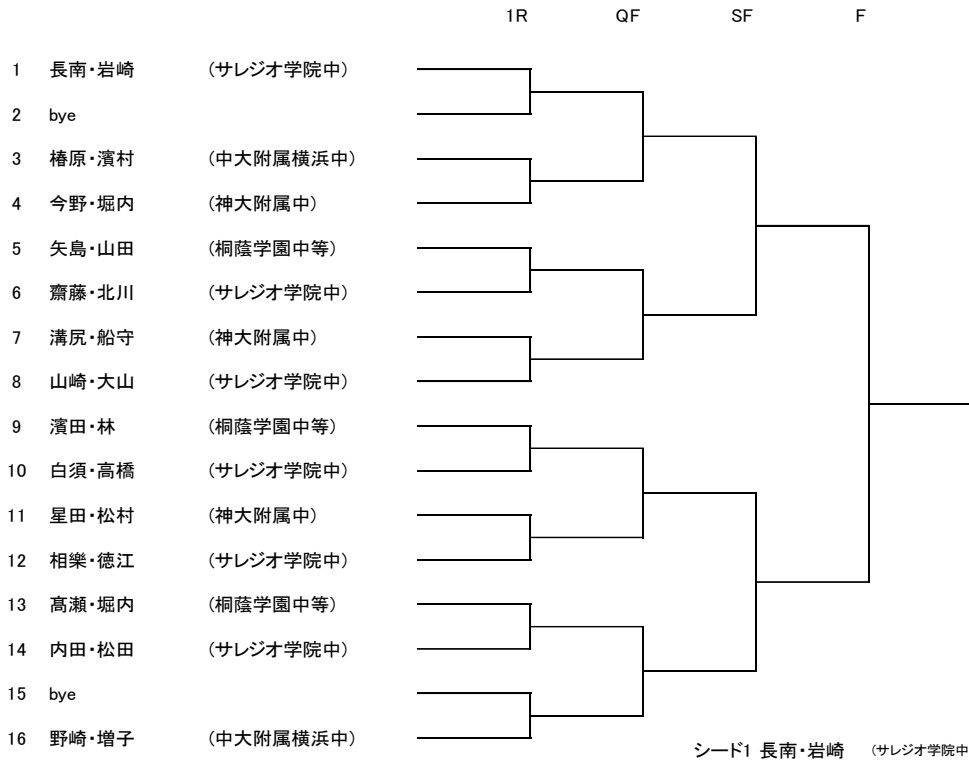 1R QF SF F
1 長南・岩崎 (サレジオ学院中)
2 bye
3 椿原・濱村 (中大附属横浜中)
4 今野・堀内 (神大附属中)
5 矢島・山田 (桐蔭学園中等)
6 齋藤・北川 (サレジオ学院中)
7 溝尻・船守 (神大附属中)
8 山崎・大山 (サレジオ学院中)
9 濱田・林 (桐蔭学園中等)
10 白須・高橋 (サレジオ学院中)
11 星田・松村 (神大附属中)
12 相樂・徳江 (サレジオ学院中)
13 髙瀬・堀内 (桐蔭学園中等)
14 内田・松田 (サレジオ学院中)
15 bye
16 野崎・増子 (中大附属横浜中)
シード1 長南・岩崎 (サレジオ学院中